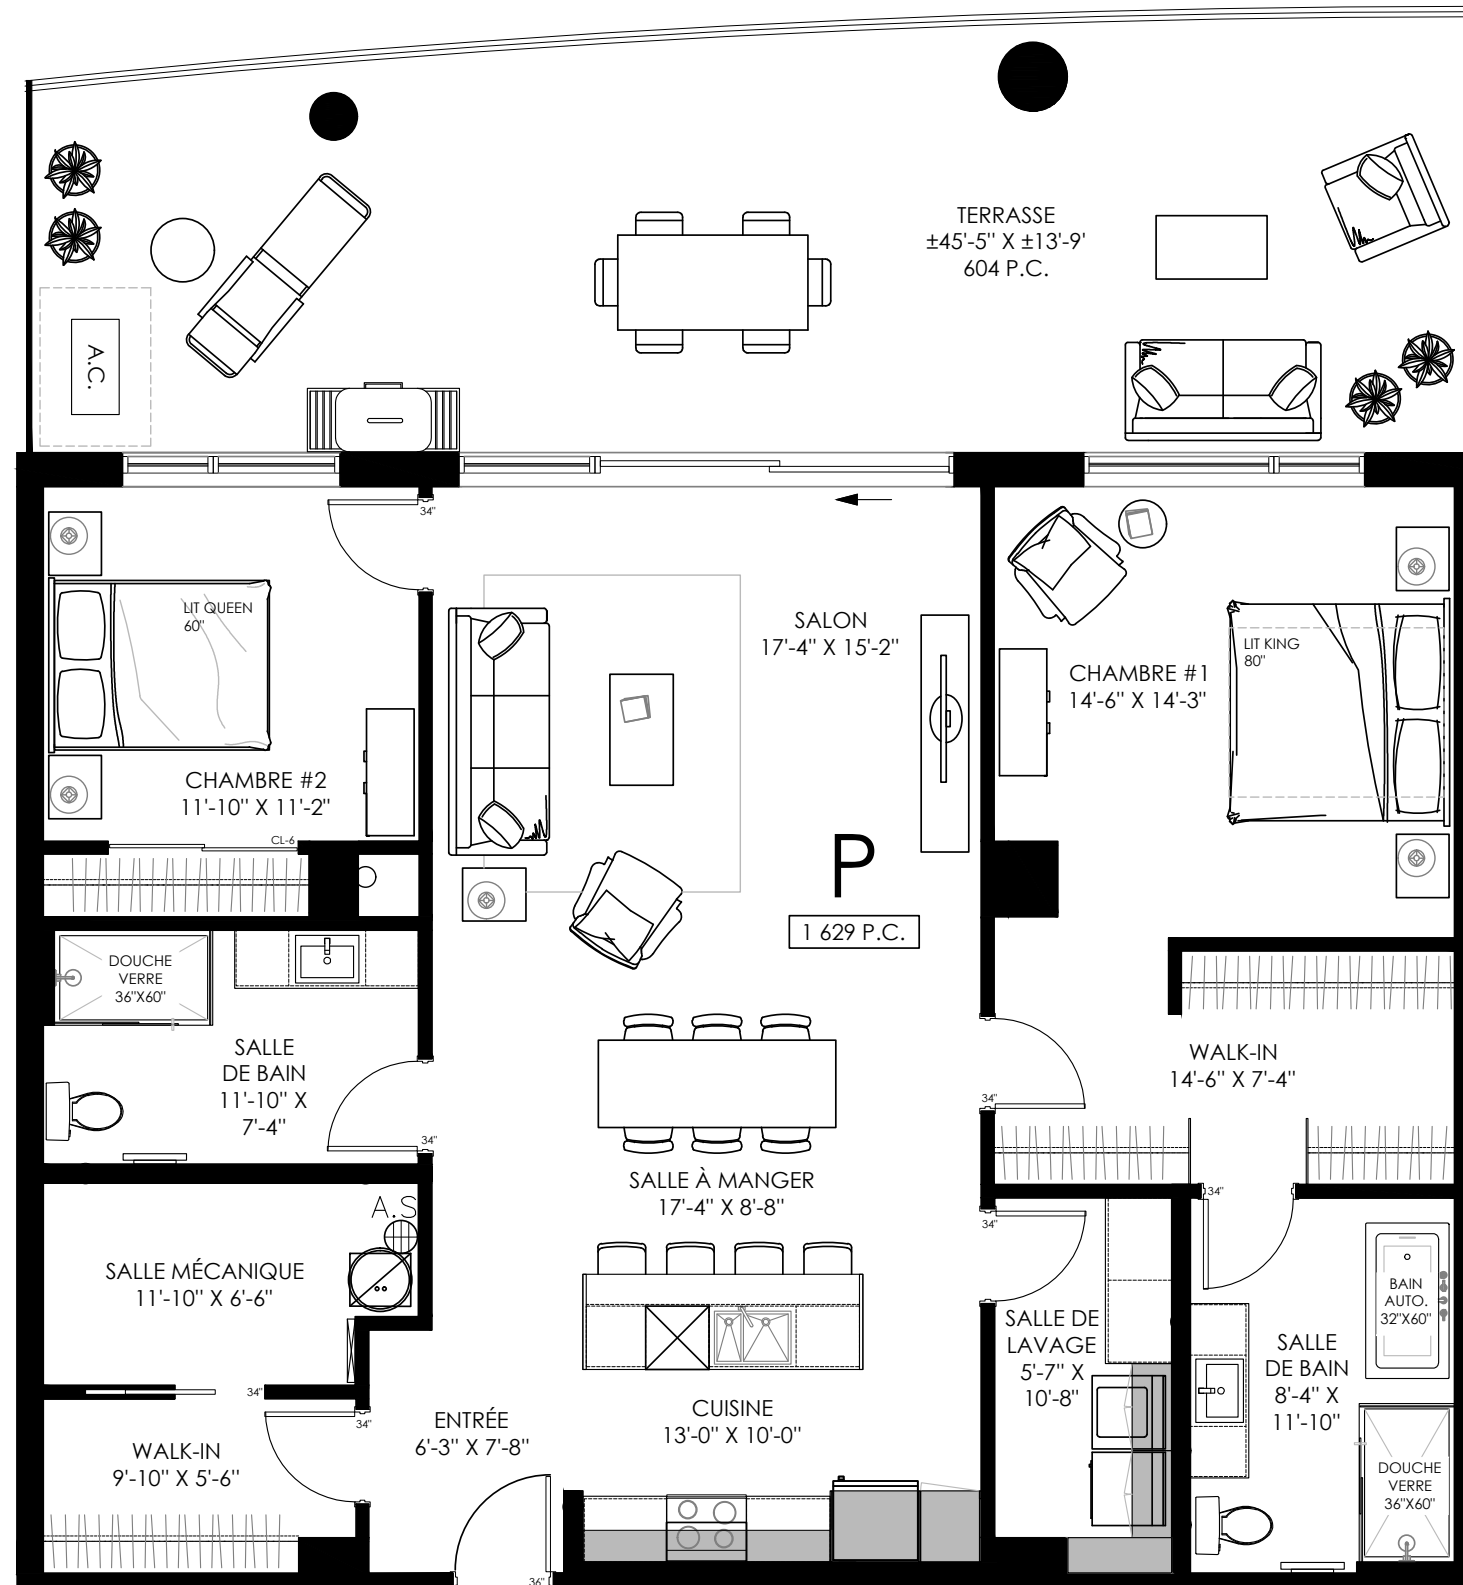 TERRASSE
±45'-5" X ±13'-9'
604 P.C.
A.C.
34"
LIT QUEEN
60"
SALON
17'-4" X 15'-2"
LIT KING
80"
CHAMBRE #1
14'-6" X 14'-3"
CHAMBRE #2
11'-10" X 11'-2"
CL-6
P
1 629 P.C.
DOUCHE
VERRE
36"X60"
SALLE
DE BAIN
11'-10" X
7'-4"
34"
WALK-IN
14'-6" X 7'-4"
34"
SALLE À MANGER
17'-4" X 8'-8"
34"
34"
A.S
SALLE MÉCANIQUE
11'-10" X 6'-6"
SALLE DE
LAVAGE
5'-7" X
10'-8"
BAIN
AUTO.
32"X60"
SALLE
DE BAIN
8'-4" X
11'-10"
34"
34"
ENTRÉE
6'-3" X 7'-8"
CUISINE
13'-0" X 10'-0"
WALK-IN
9'-10" X 5'-6"
DOUCHE
VERRE
36"X60"
36"